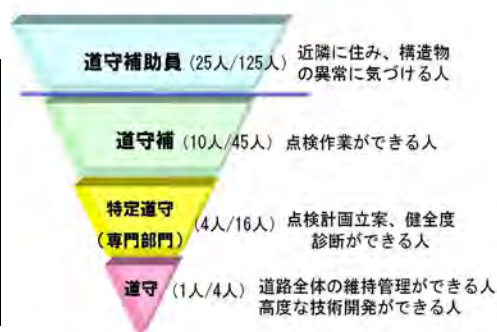 道守補助員 (25人/125人) 近隣に住み、構造物
の異常に気づける人
道守補 (10人/45人) 点検作業ができる人
特定道守
(専門部門) (4人/16人) 点検計画立案、健全度
診断ができる人
道守 (1人/4人) 道路全体の維持管理ができる人
高度な技術開発ができる人